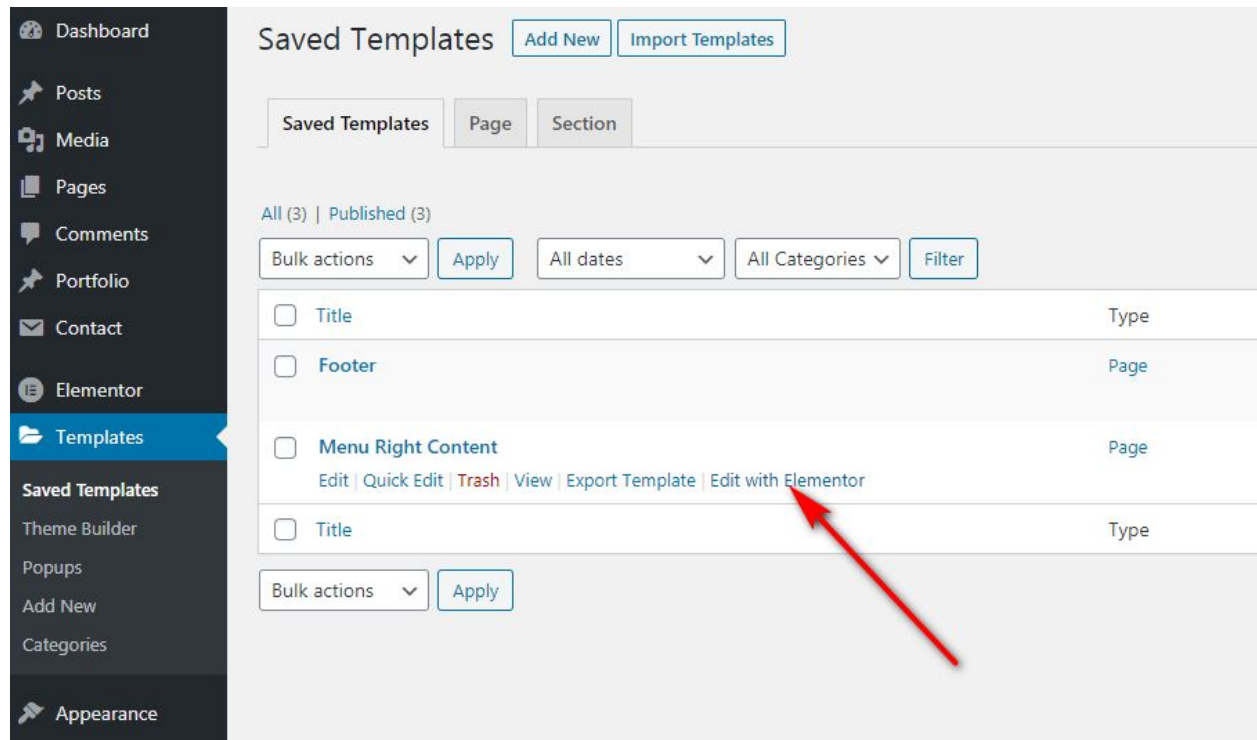 Dashboard
Posts
Media
Pages
Comments
Portfolio
Contact
Elementor
Templates
Saved Templates
Theme Builder
Popups
Add New
Categories
Appearance
Saved Templates Add New Import Templates
Saved Templates Page Section
All (3) | Published (3)
Bulk actions Apply All dates All Categories Filter
Title Type
Footer Page
Menu Right Content Page
Edit | Quick Edit | Trash | View | Export Template | Edit with Elementor
Title Type
Bulk actions Apply